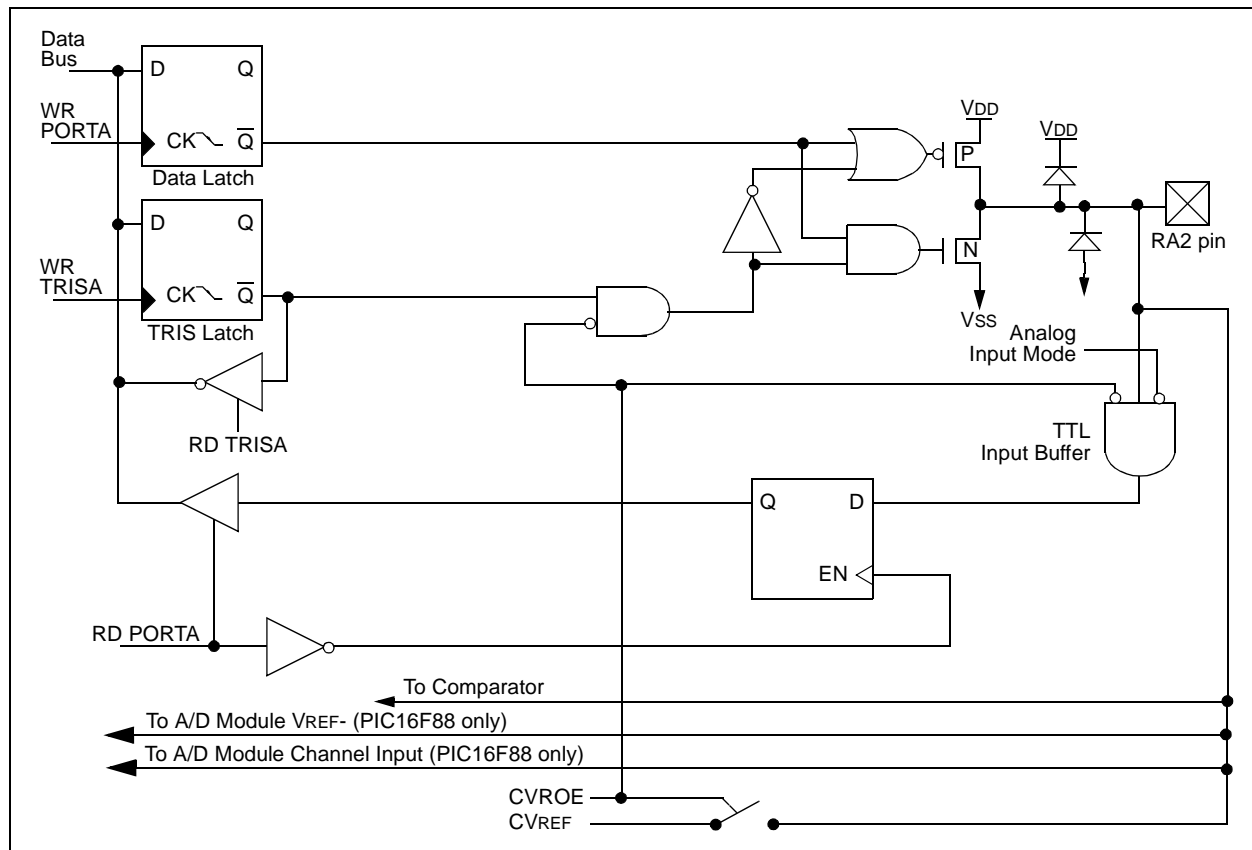 Data
Bus
D Q
WR
PORTA
CK Q
Data Latch
D Q
WR
TRISA
CK Q
TRIS Latch
RD TRISA
VDD
P
VDD
N
VSS
RA2 pin
Analog
Input Mode
TTL
Input Buffer
Q D
EN
RD PORTA
To Comparator
To A/D Module VREF- (PIC16F88 only)
To A/D Module Channel Input (PIC16F88 only)
CVROE
CVREF